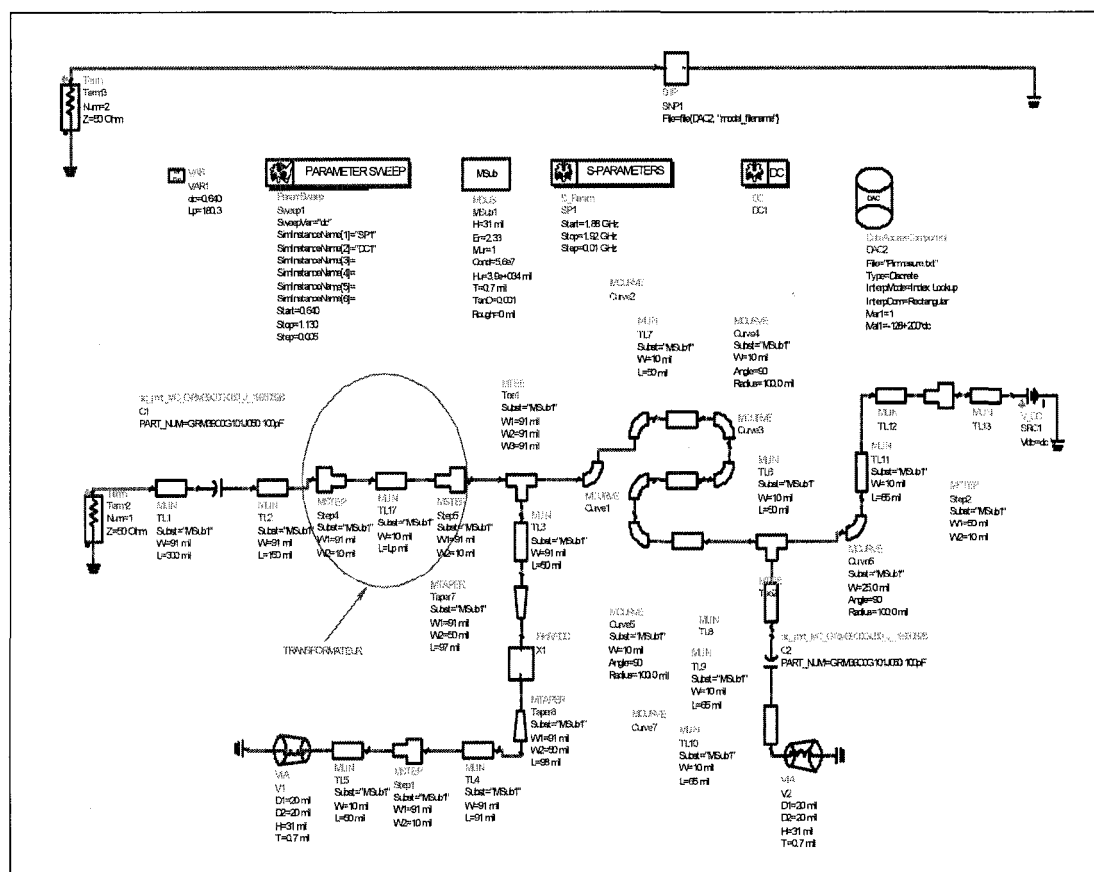 Term
Term3
Num=2
Z=50 Ohm
SNP1
File=file{DAC2, "modal_filename"}
VAR
VAR1
dc=0.640
Lp=180.3
PARAMETER SWEEP
ParamSweep
Sweep1
SweepVar="dc"
SimInstanceName[1]="SP1"
SimInstanceName[2]="DC1"
SimInstanceName[3]=
SimInstanceName[4]=
SimInstanceName[5]=
SimInstanceName[6]=
Start=0.640
Stop=1.130
Step=0.005
MSub
MSUB
MSub1
H=31 mil
Er=2.33
Mur=1
Cond=5.6e7
Hu=3.9e+034 mil
T=0.7 mil
TanD=0.001
Rough=0 mil
S-PARAMETERS
S_Param
SP1
Start=1.88 GHz
Stop=1.92 GHz
Step=0.01 GHz
DC
DC
DC1
DAC
DataAccessComponent
DAC2
File="Pinmasure.txt"
Type=Discrete
InterpMode=Index Lookup
InterpDom=Rectangular
iVar1=1
iVal1=-128+200*dc
MCURVE
Curve2
MLIN
TL7
Subst="MSub1"
W=10 mil
L=50 mil
MCURVE
Curve4
Subst="MSub1"
W=10 mil
Angle=90
Radius=100.0 mil
C1
PART_NUM=GRM39C0G101J050 100pF
MTEE
Tee1
Subst="MSub1"
W1=91 mil
W2=91 mil
W3=91 mil
MCURVE
Curve3
MLIN
TL12
MLIN
TL13
V_DC
SRC1
Vdc=dc
Term
Term2
Num=1
Z=50 Ohm
MLIN
TL1
Subst="MSub1"
W=91 mil
L=300 mil
MLIN
TL2
Subst="MSub1"
W=91 mil
L=150 mil
MSTEP
Step4
Subst="MSub1"
W1=91 mil
W2=10 mil
MLIN
TL17
Subst="MSub1"
W=10 mil
L=Lp mil
MSTEP
Step5
Subst="MSub1"
W1=91 mil
W2=10 mil
MLIN
TL3
Subst="MSub1"
W=91 mil
L=50 mil
MCURVE
Curve1
MLIN
TL6
Subst="MSub1"
W=10 mil
L=50 mil
MLIN
TL11
Subst="MSub1"
W=10 mil
L=65 mil
MSTEP
Step2
W1=50 mil
W2=10 mil
MCURVE
Curve6
Subst="MSub1"
W=25.0 mil
Angle=90
Radius=100.0 mil
TRANSFORMATEUR
MTAPER
Taper7
Subst="MSub1"
W1=91 mil
W2=50 mil
L=97 mil
X1
MCURVE
Curve5
Subst="MSub1"
W=10 mil
Angle=90
Radius=100.0 mil
MLIN
TL8
MLIN
TL9
Subst="MSub1"
W=10 mil
L=65 mil
C2
PART_NUM=GRM39C0G101J050 100pF
MTAPER
Taper8
Subst="MSub1"
W1=91 mil
W2=50 mil
L=98 mil
MCURVE
Curve7
MLIN
TL10
Subst="MSub1"
W=10 mil
L=65 mil
VIA
V1
D1=20 mil
D2=20 mil
H=31 mil
T=0.7 mil
MLIN
TL5
Subst="MSub1"
W=10 mil
L=50 mil
MSTEP
Step1
Subst="MSub1"
W1=91 mil
W2=10 mil
MLIN
TL4
Subst="MSub1"
W=91 mil
L=91 mil
VIA
V2
D1=20 mil
D2=20 mil
H=31 mil
T=0.7 mil